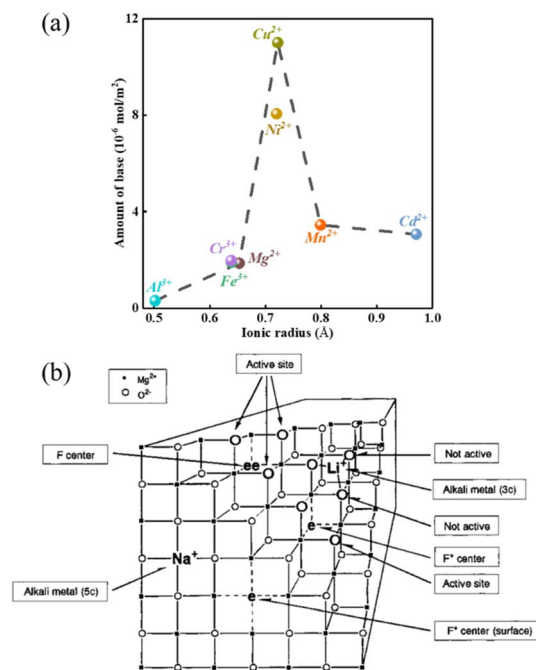 (a)
12
8
4
0
0.5 0.6 0.7 0.8 0.9 1.0
Amount of base (10⁻⁶ mol/m²)
Ionic radius (Å)
Cu²⁺
Ni²⁺
Cr³⁺
Mg²⁺
Fe³⁺
Al³⁺
Mn²⁺
Cd²⁺
(b)
Mg²⁺
O²⁻
Active site
F center
ee
Li⁺
Not active
Alkali metal (3c)
Not active
e
F⁺ center
Active site
Na⁺
Alkali metal (5c)
e
F⁺ center (surface)